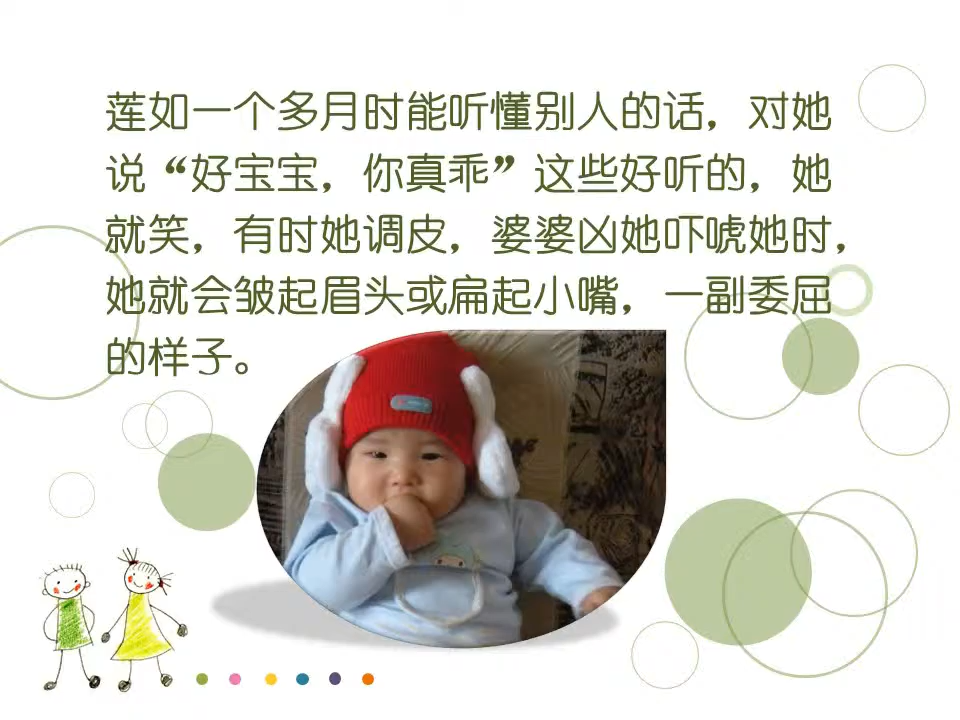 莲如一个多月时能听懂别人的话，对她
说“好宝宝，你真乖”这些好听的，她
就笑，有时她调皮，婆婆凶她吓唬她时，
她就会皱起眉头或扁起小嘴，一副委屈
的样子。